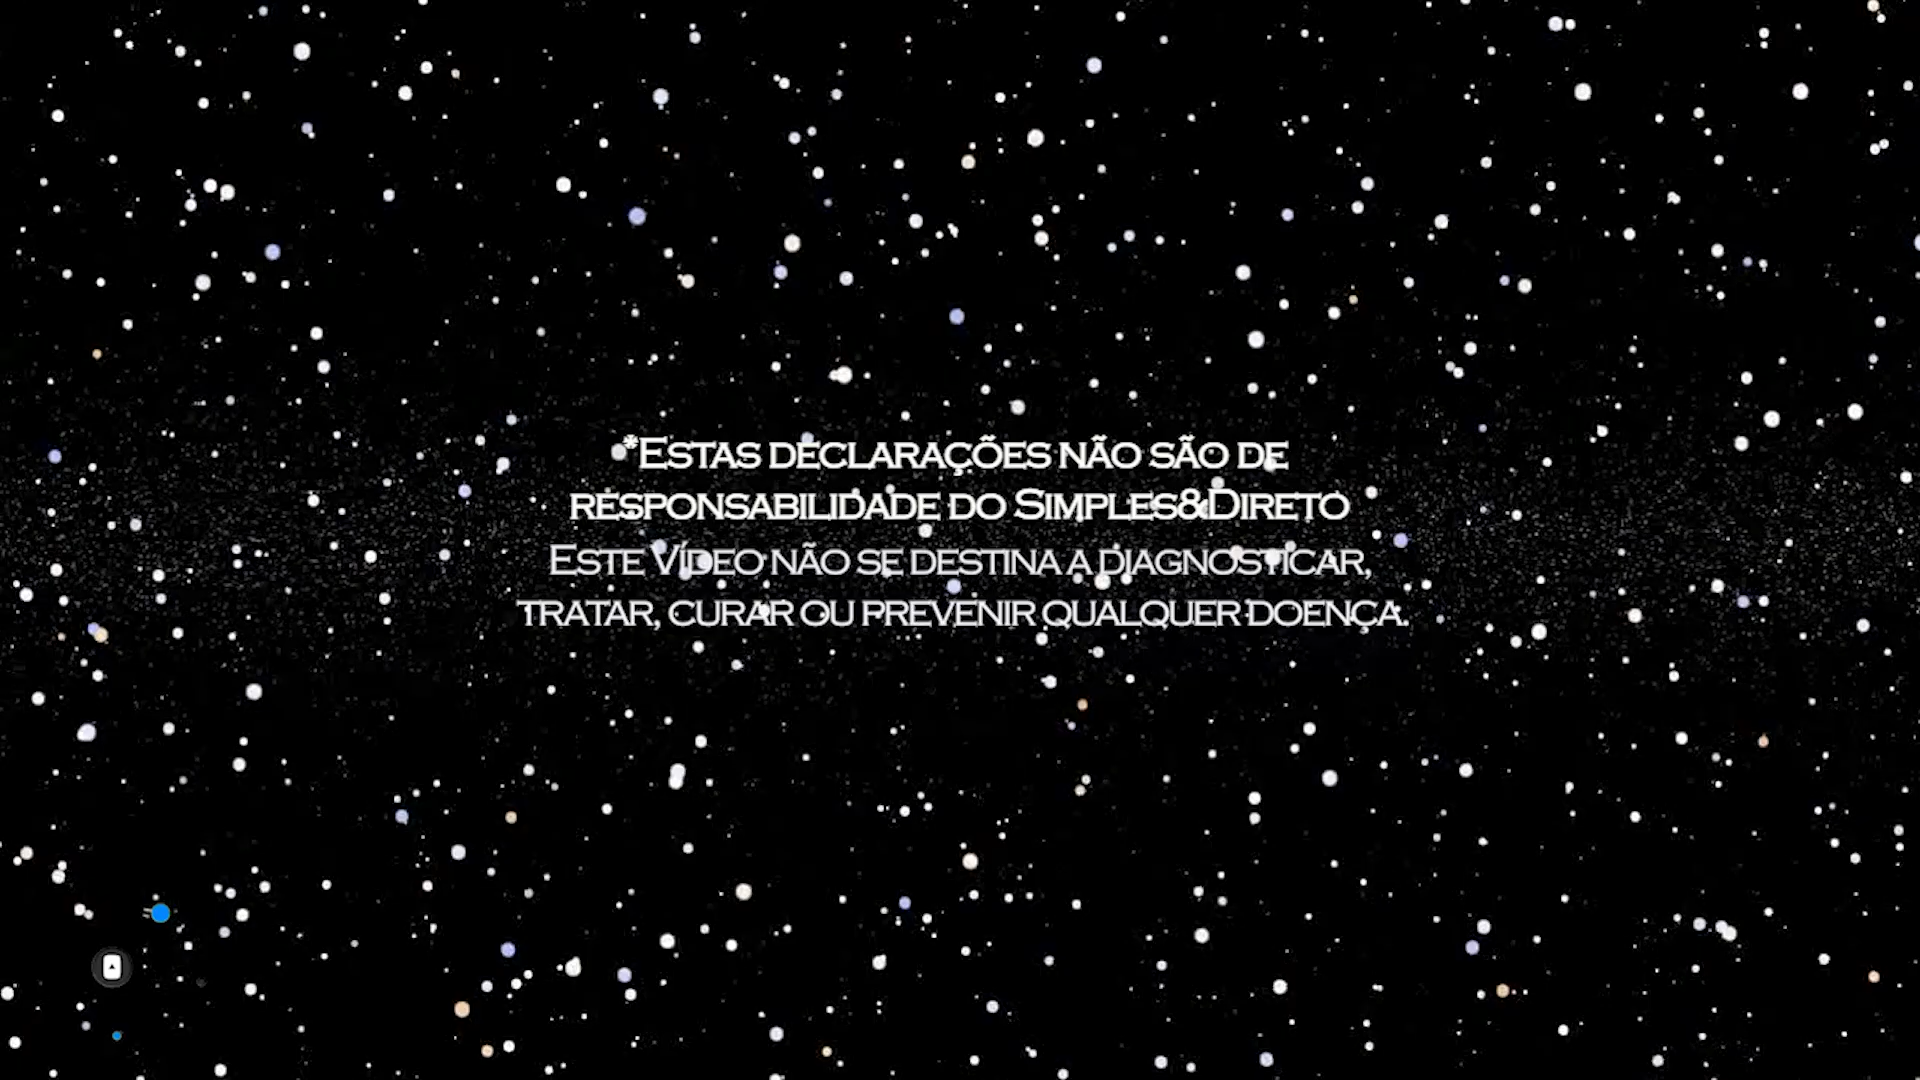 *Estas declarações não são de
responsabilidade do Simples&Direto
Este Vídeo não se destina a diagnosticar,
tratar, curar ou prevenir qualquer doença.